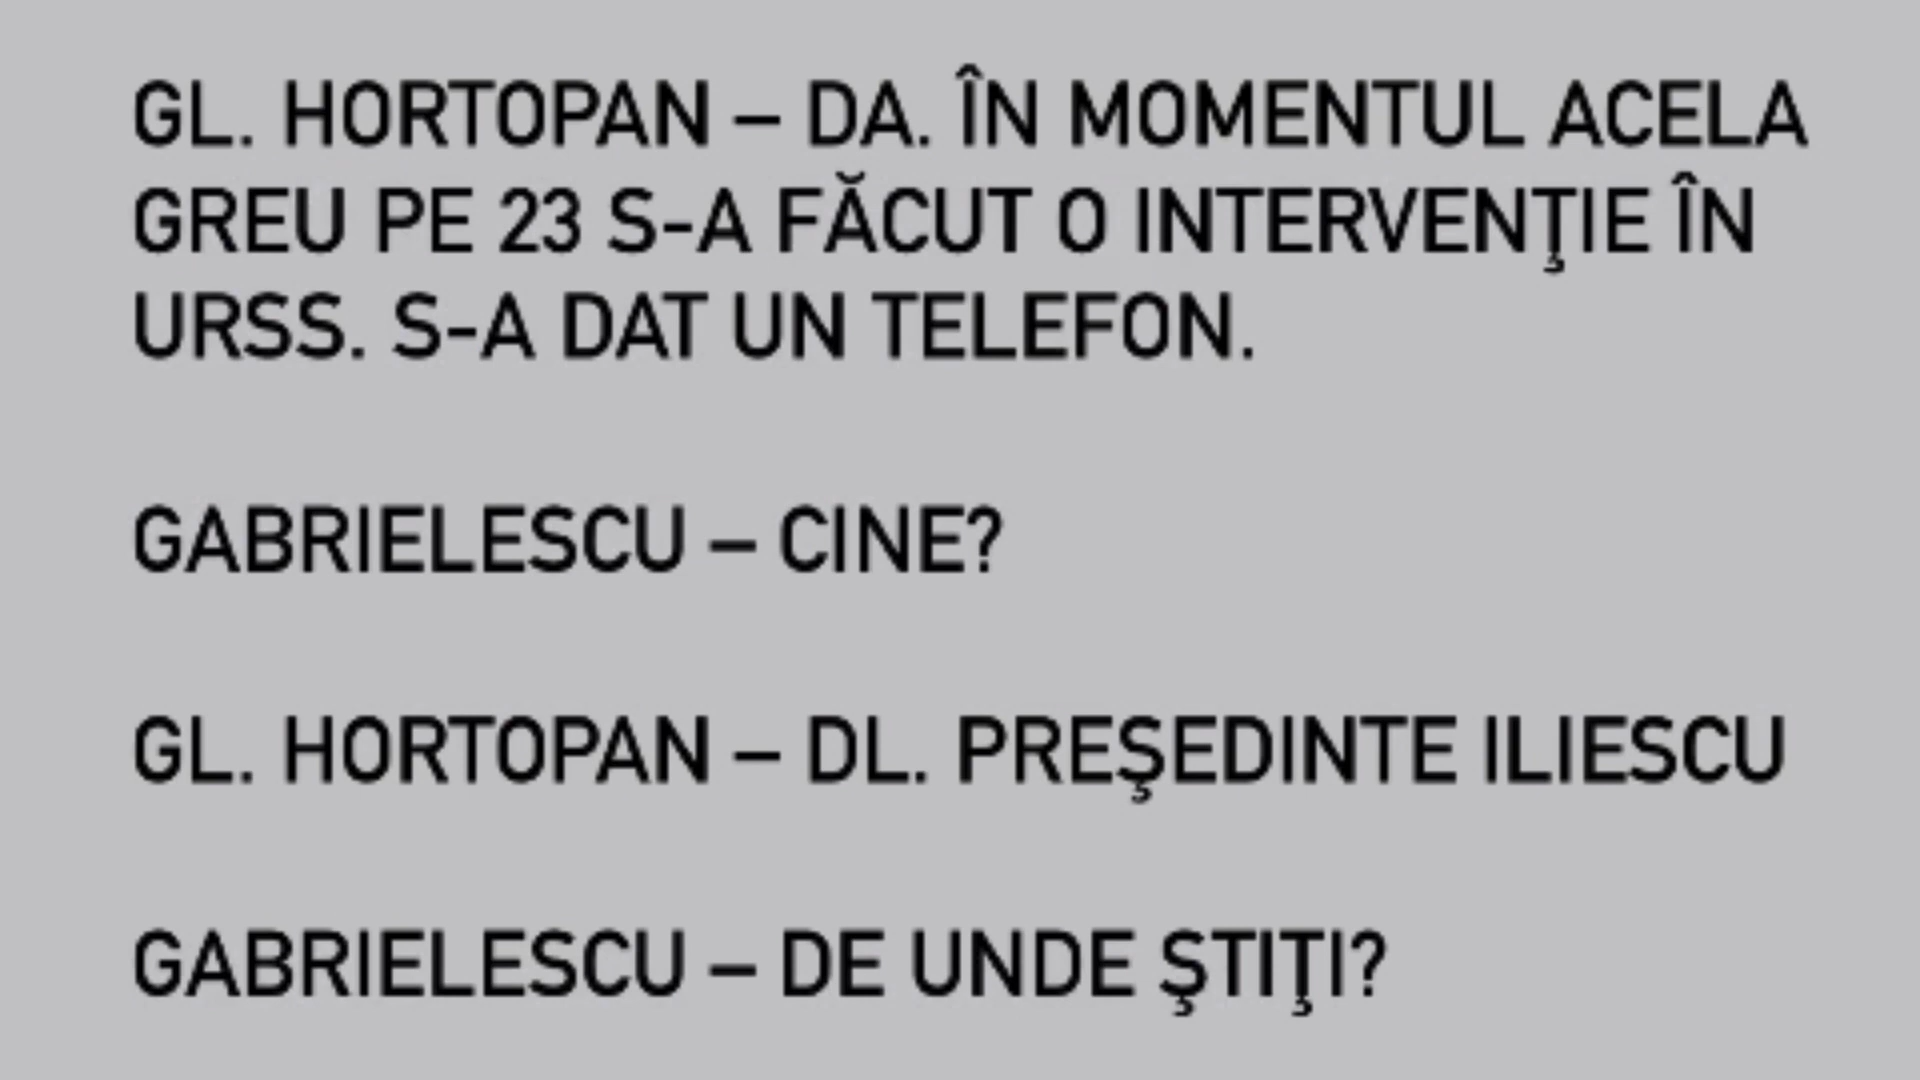 GL. HORTOPAN – DA. ÎN MOMENTUL ACELA
GREU PE 23 S-A FĂCUT O INTERVENŢIE ÎN
URSS. S-A DAT UN TELEFON.
GABRIELESCU – CINE?
GL. HORTOPAN – DL. PREŞEDINTE ILIESCU
GABRIELESCU – DE UNDE ŞTIŢI?